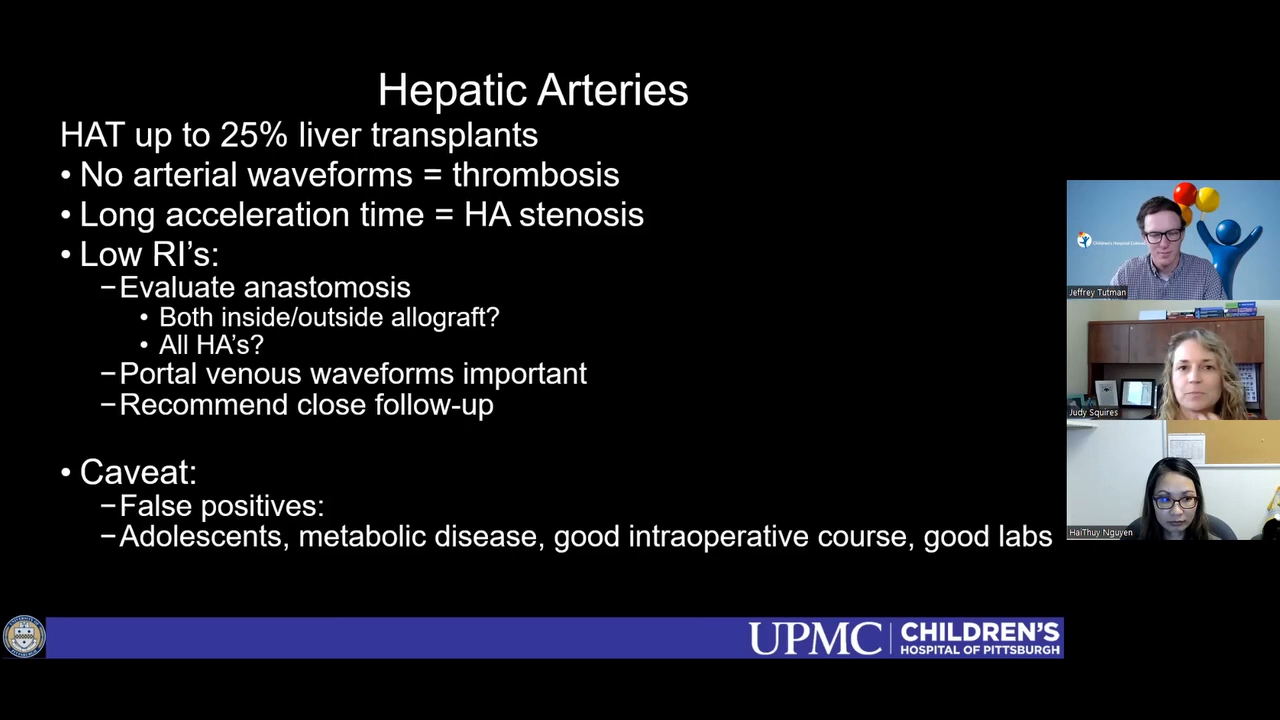 Hepatic Arteries
HAT up to 25% liver transplants
• No arterial waveforms = thrombosis
• Long acceleration time = HA stenosis
• Low RI’s:
–Evaluate anastomosis
• Both inside/outside allograft?
• All HA’s?
–Portal venous waveforms important
–Recommend close follow-up
• Caveat:
–False positives:
–Adolescents, metabolic disease, good intraoperative course, good labs
Jeffrey Tutman
Judy Squires
HaiThuy Nguyen
UPMC
CHILDREN’S
HOSPITAL OF PITTSBURGH